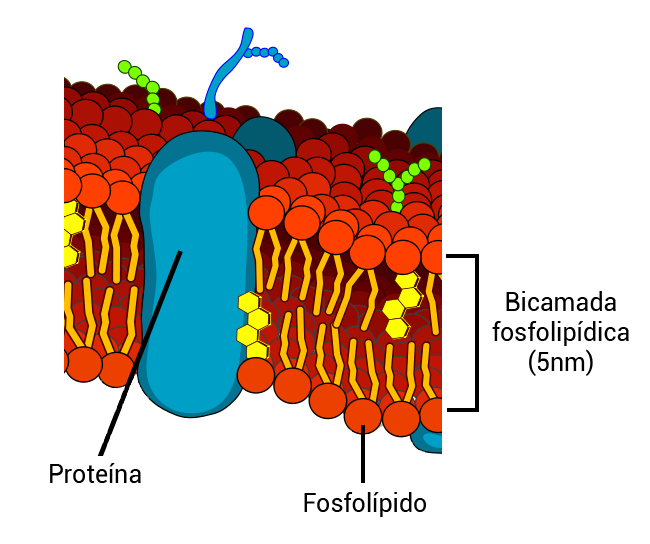 Bicamada
fosfolipídica
(5nm)
Proteína
Fosfolípido